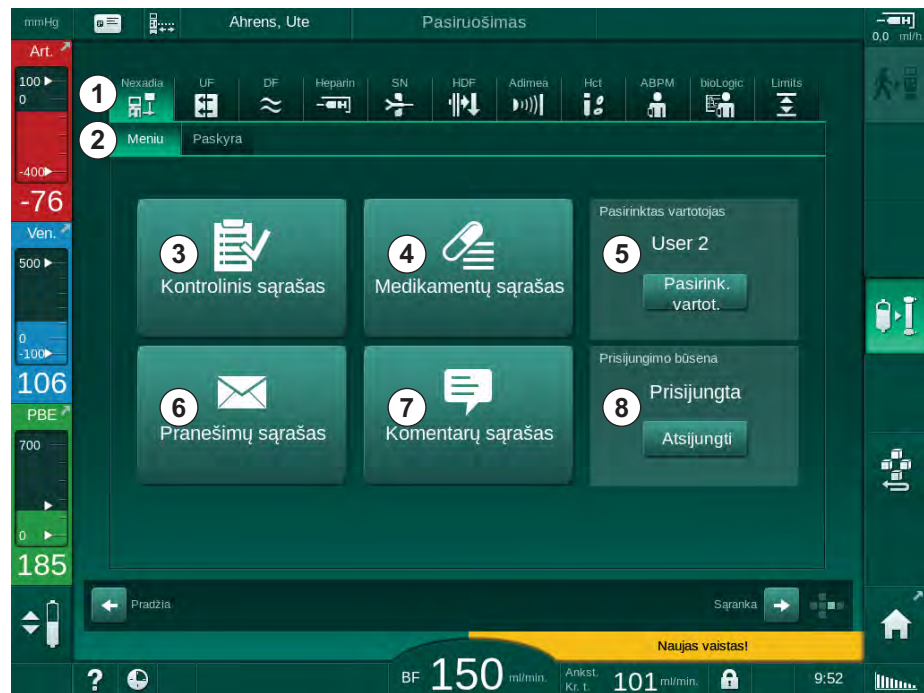 mmHg
Ahrens, Ute
Pasiruošimas
0,0 ml/h
Art.
100
0
-400
-76
Ven.
500
0
-100
106
PBE
700
0
185
1
Nexadia
UF
DF
Heparin
SN
HDF
Adimea
Hct
ABPM
bioLogic
Limits
2
Meniu
Paskyra
3
Kontrolinis sąrašas
4
Medikamentų sąrašas
Pasirinktas vartotojas
5
User 2
Pasirink.
vartot.
6
Pranešimų sąrašas
7
Komentarų sąrašas
Prisijungimo būsena
8
Prisijungta
Atsijungti
Pradžia
Sąranka
Naujas vaistas!
?
BF 150 ml/min.
Ankst.
Kr. t. 101 ml/min.
9:52